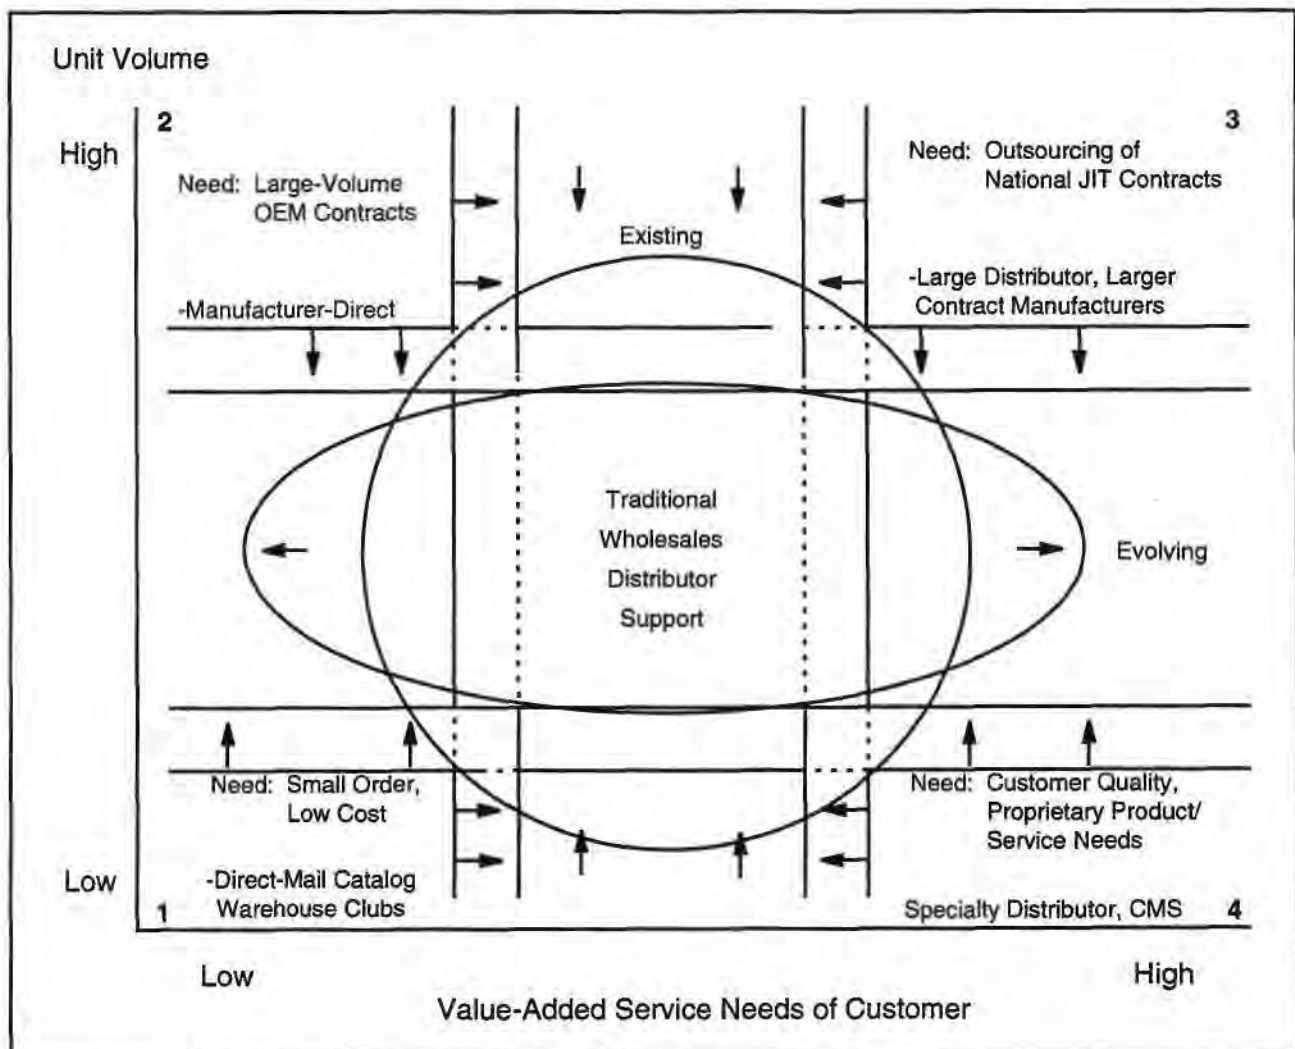 Unit Volume
2
3
High
Need: Large-Volume
OEM Contracts
Need: Outsourcing of
National JIT Contracts
Existing
-Manufacturer-Direct
-Large Distributor, Larger
Contract Manufacturers
Traditional
Wholesales
Distributor
Support
Evolving
Need: Small Order,
Low Cost
Need: Customer Quality,
Proprietary Product/
Service Needs
Low
-Direct-Mail Catalog
Warehouse Clubs
1
Specialty Distributor, CMS 4
Low
High
Value-Added Service Needs of Customer